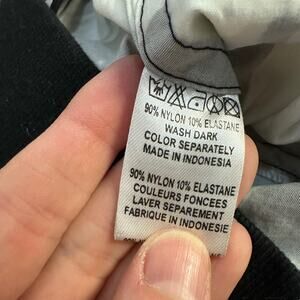 90% NYLON 10% ELASTANE
WASH DARK
COLOR SEPARATELY
MADE IN INDONESIA
90% NYLON 10% ELASTANE
COULEURS FONCEES
LAVER SEPAREMENT
FABRIQUE IN INDONESIE